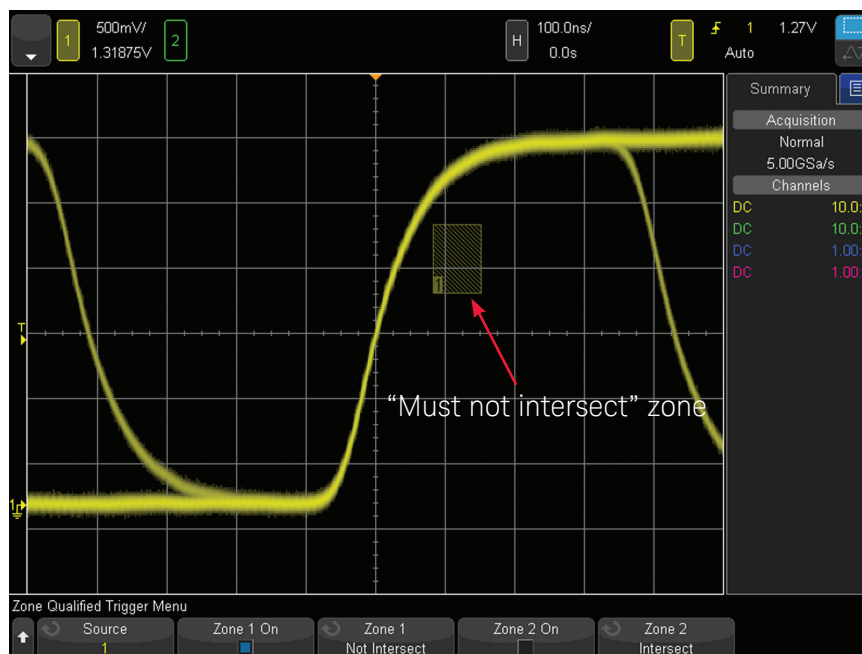 1 500mV/ 1.31875V 2 H 100.0ns/ 0.0s T 1 1.27V Auto
Summary
Acquisition
Normal
5.00GSa/s
Channels
DC 10.0:
DC 10.0:
DC 1.00:
DC 1.00:
T
1
“Must not intersect” zone
1
Zone Qualified Trigger Menu
Source 1
Zone 1 On
Zone 1 Not Intersect
Zone 2 On
Zone 2 Intersect